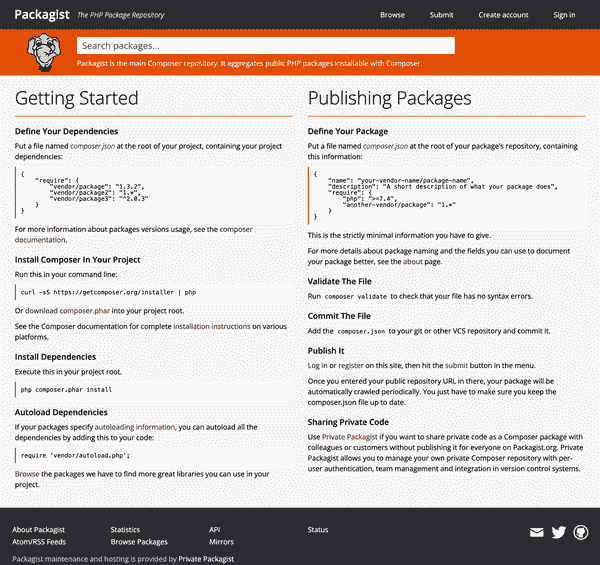 Packagist The PHP Package Repository
Browse Submit Create account Sign in
Search packages...
Packagist is the main Composer repository. It aggregates public PHP packages installable with Composer.
Getting Started
Define Your Dependencies
Put a file named composer.json at the root of your project, containing your project
dependencies:
{
"require": {
"vendor/package": "1.3.2",
"vendor/package2": "1.*",
"vendor/package3": "^2.0.3"
}
}
For more information about packages versions usage, see the composer
documentation.
Install Composer In Your Project
Run this in your command line:
curl -sS https://getcomposer.org/installer | php
Or download composer.phar into your project root.
See the Composer documentation for complete installation instructions on various
platforms.
Install Dependencies
Execute this in your project root.
php composer.phar install
Autoload Dependencies
If your packages specify autoloading information, you can autoload all the
dependencies by adding this to your code:
require 'vendor/autoload.php';
Browse the packages we have to find more great libraries you can use in your
project.
Publishing Packages
Define Your Package
Put a file named composer.json at the root of your package's repository, containing
this information:
{
"name": "your-vendor-name/package-name",
"description": "A short description of what your package does",
"require": {
"php": ">=7.4",
"another-vendor/package": "1.*"
}
}
This is the strictly minimal information you have to give.
For more details about package naming and the fields you can use to document
your package better, see the about page.
Validate The File
Run composer validate to check that your file has no syntax errors.
Commit The File
Add the composer.json to your git or other VCS repository and commit it.
Publish It
Log in or register on this site, then hit the submit button in the menu.
Once you entered your public repository URL in there, your package will be
automatically crawled periodically. You just have to make sure you keep the
composer.json file up to date.
Sharing Private Code
Use Private Packagist if you want to share private code as a Composer package with
colleagues or customers without publishing it for everyone on Packagist.org. Private
Packagist allows you to manage your own private Composer repository with per-
user authentication, team management and integration in version control systems.
About Packagist Statistics API Status
Atom/RSS Feeds Browse Packages Mirrors
Packagist maintenance and hosting is provided by Private Packagist